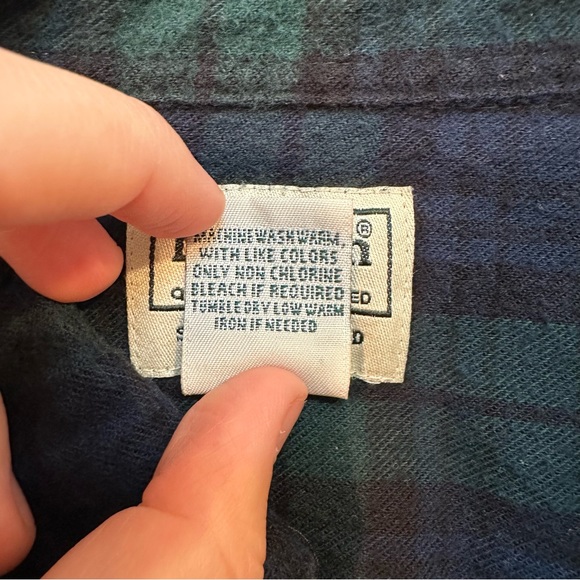 MACHINE WASH WARM,
WITH LIKE COLORS
ONLY NON CHLORINE
BLEACH IF REQUIRED
TUMBLE DRY LOW WARM
IRON IF NEEDED
®